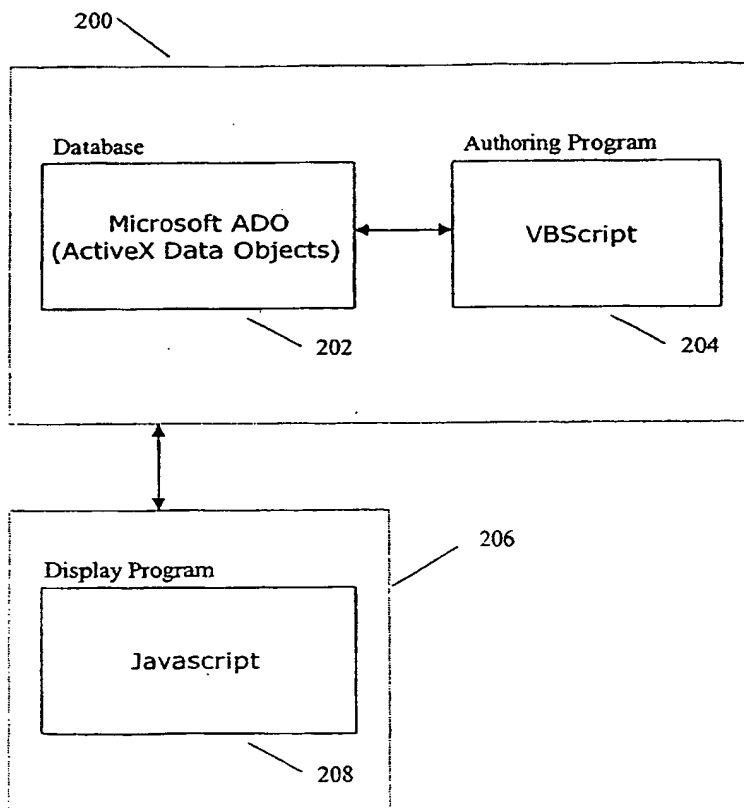 200
Database
Authoring Program
Microsoft ADO
(ActiveX Data Objects)
VBScript
202
204
206
Display Program
Javascript
208